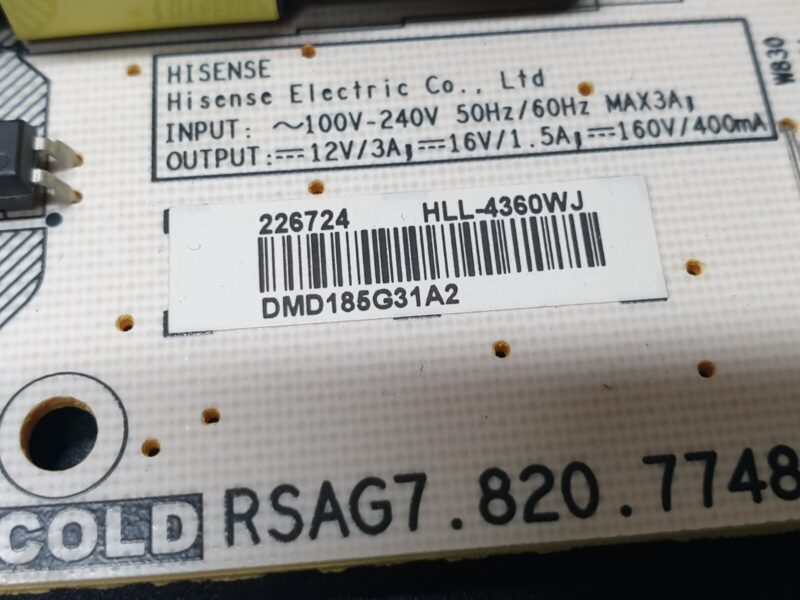 HISENSE
Hisense Electric Co., Ltd
INPUT: ～100V-240V 50Hz/60Hz MAX3A;
OUTPUT:⎓12V/3A;⎓16V/1.5A;⎓160V/400mA
W830
226724 HLL-4360WJ
DMD185G31A2
COLD RSAG7.820.7748